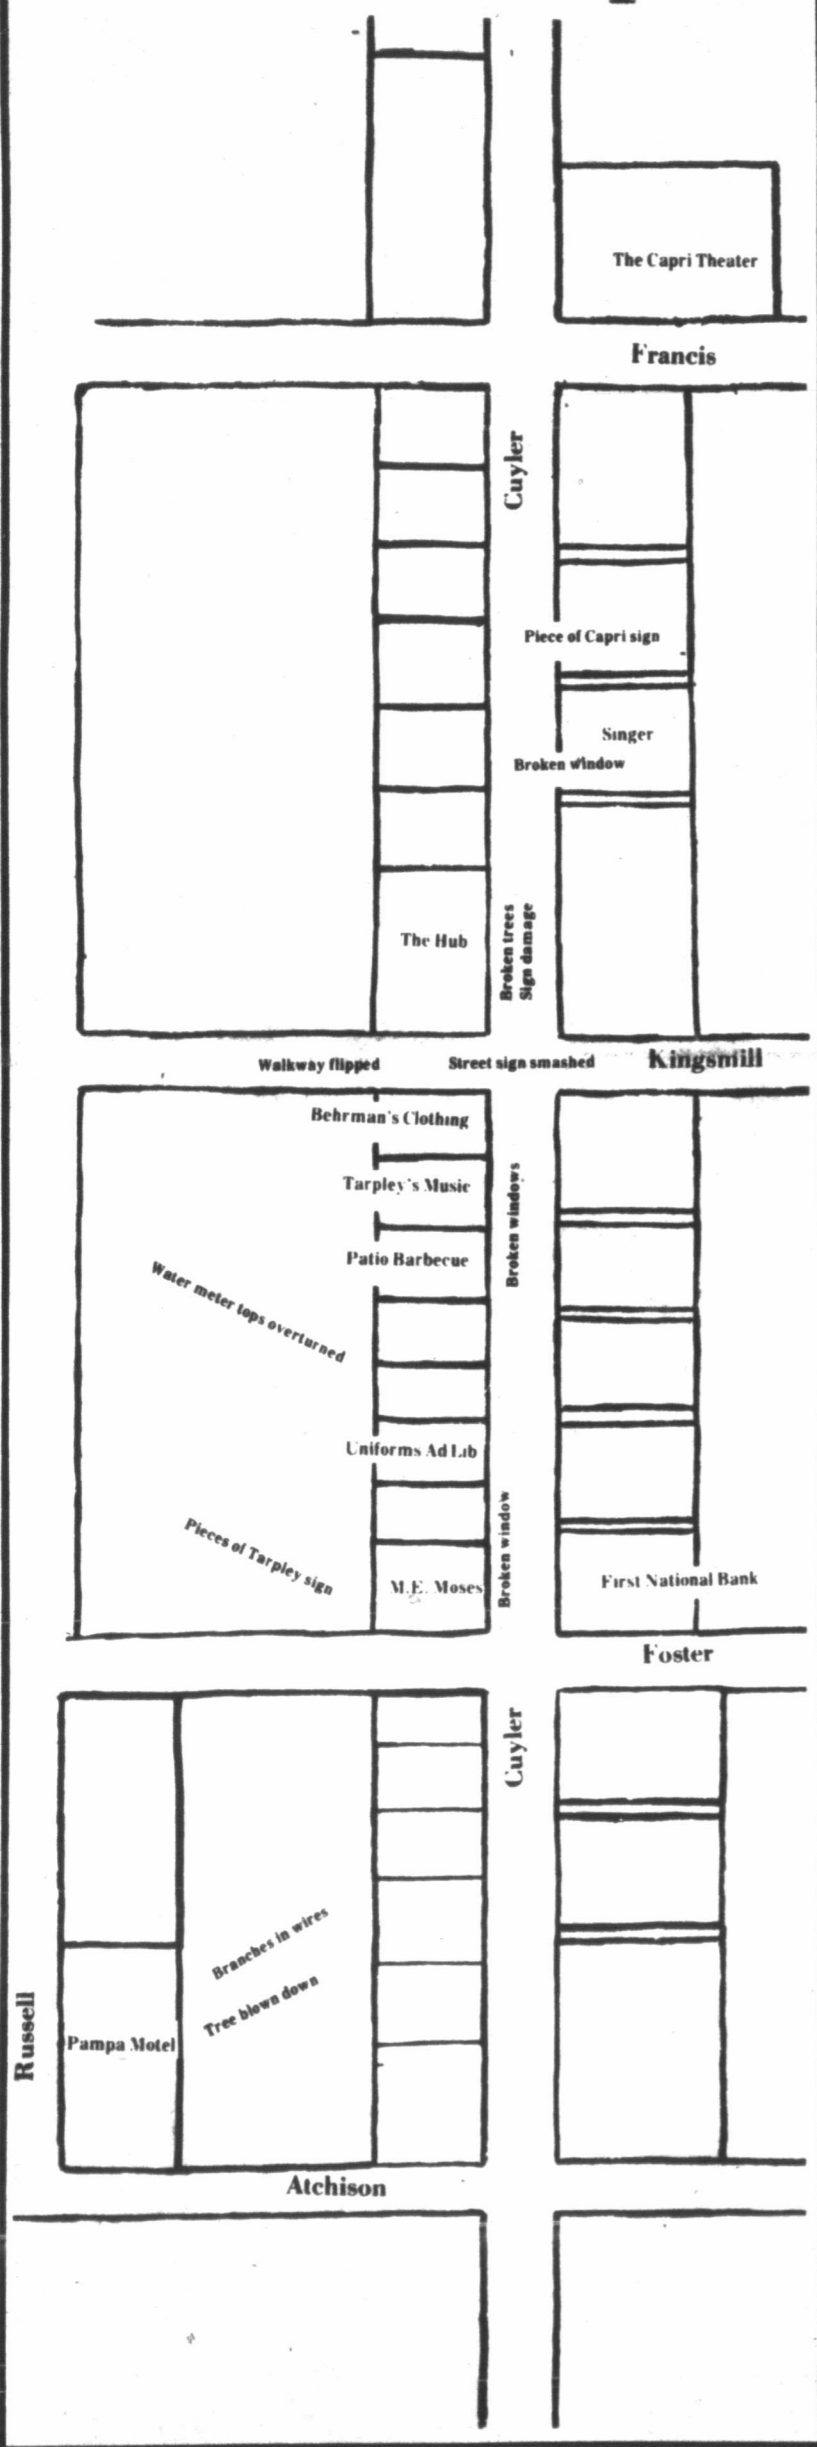 The Capri Theater
Francis
Cuyler
Piece of Capri sign
Singer
Broken window
The Hub
Broken trees
Sign damage
Walkway flipped
Street sign smashed
Kingsmill
Behrman's Clothing
Tarpley's Music
Broken windows
Patio Barbecue
Water meter tops overturned
Uniforms Ad Lib
Broken window
Pieces of Tarpley sign
M.E. Moses
First National Bank
Foster
Cuyler
Branches in wires
Tree blown down
Russell
Pampa Motel
Atchison